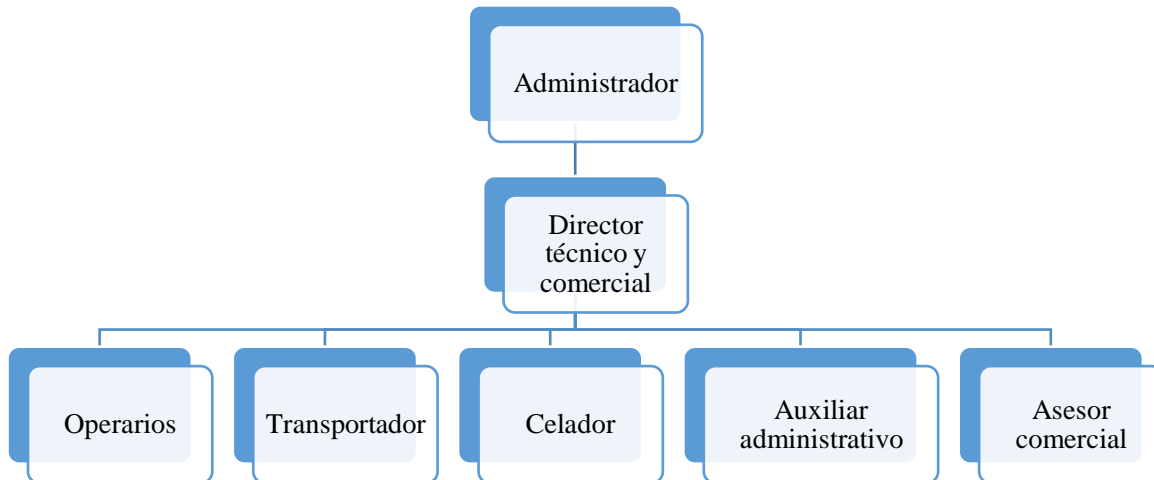 Administrador
Director
técnico y
comercial
Operarios
Transportador
Celador
Auxiliar
administrativo
Asesor
comercial